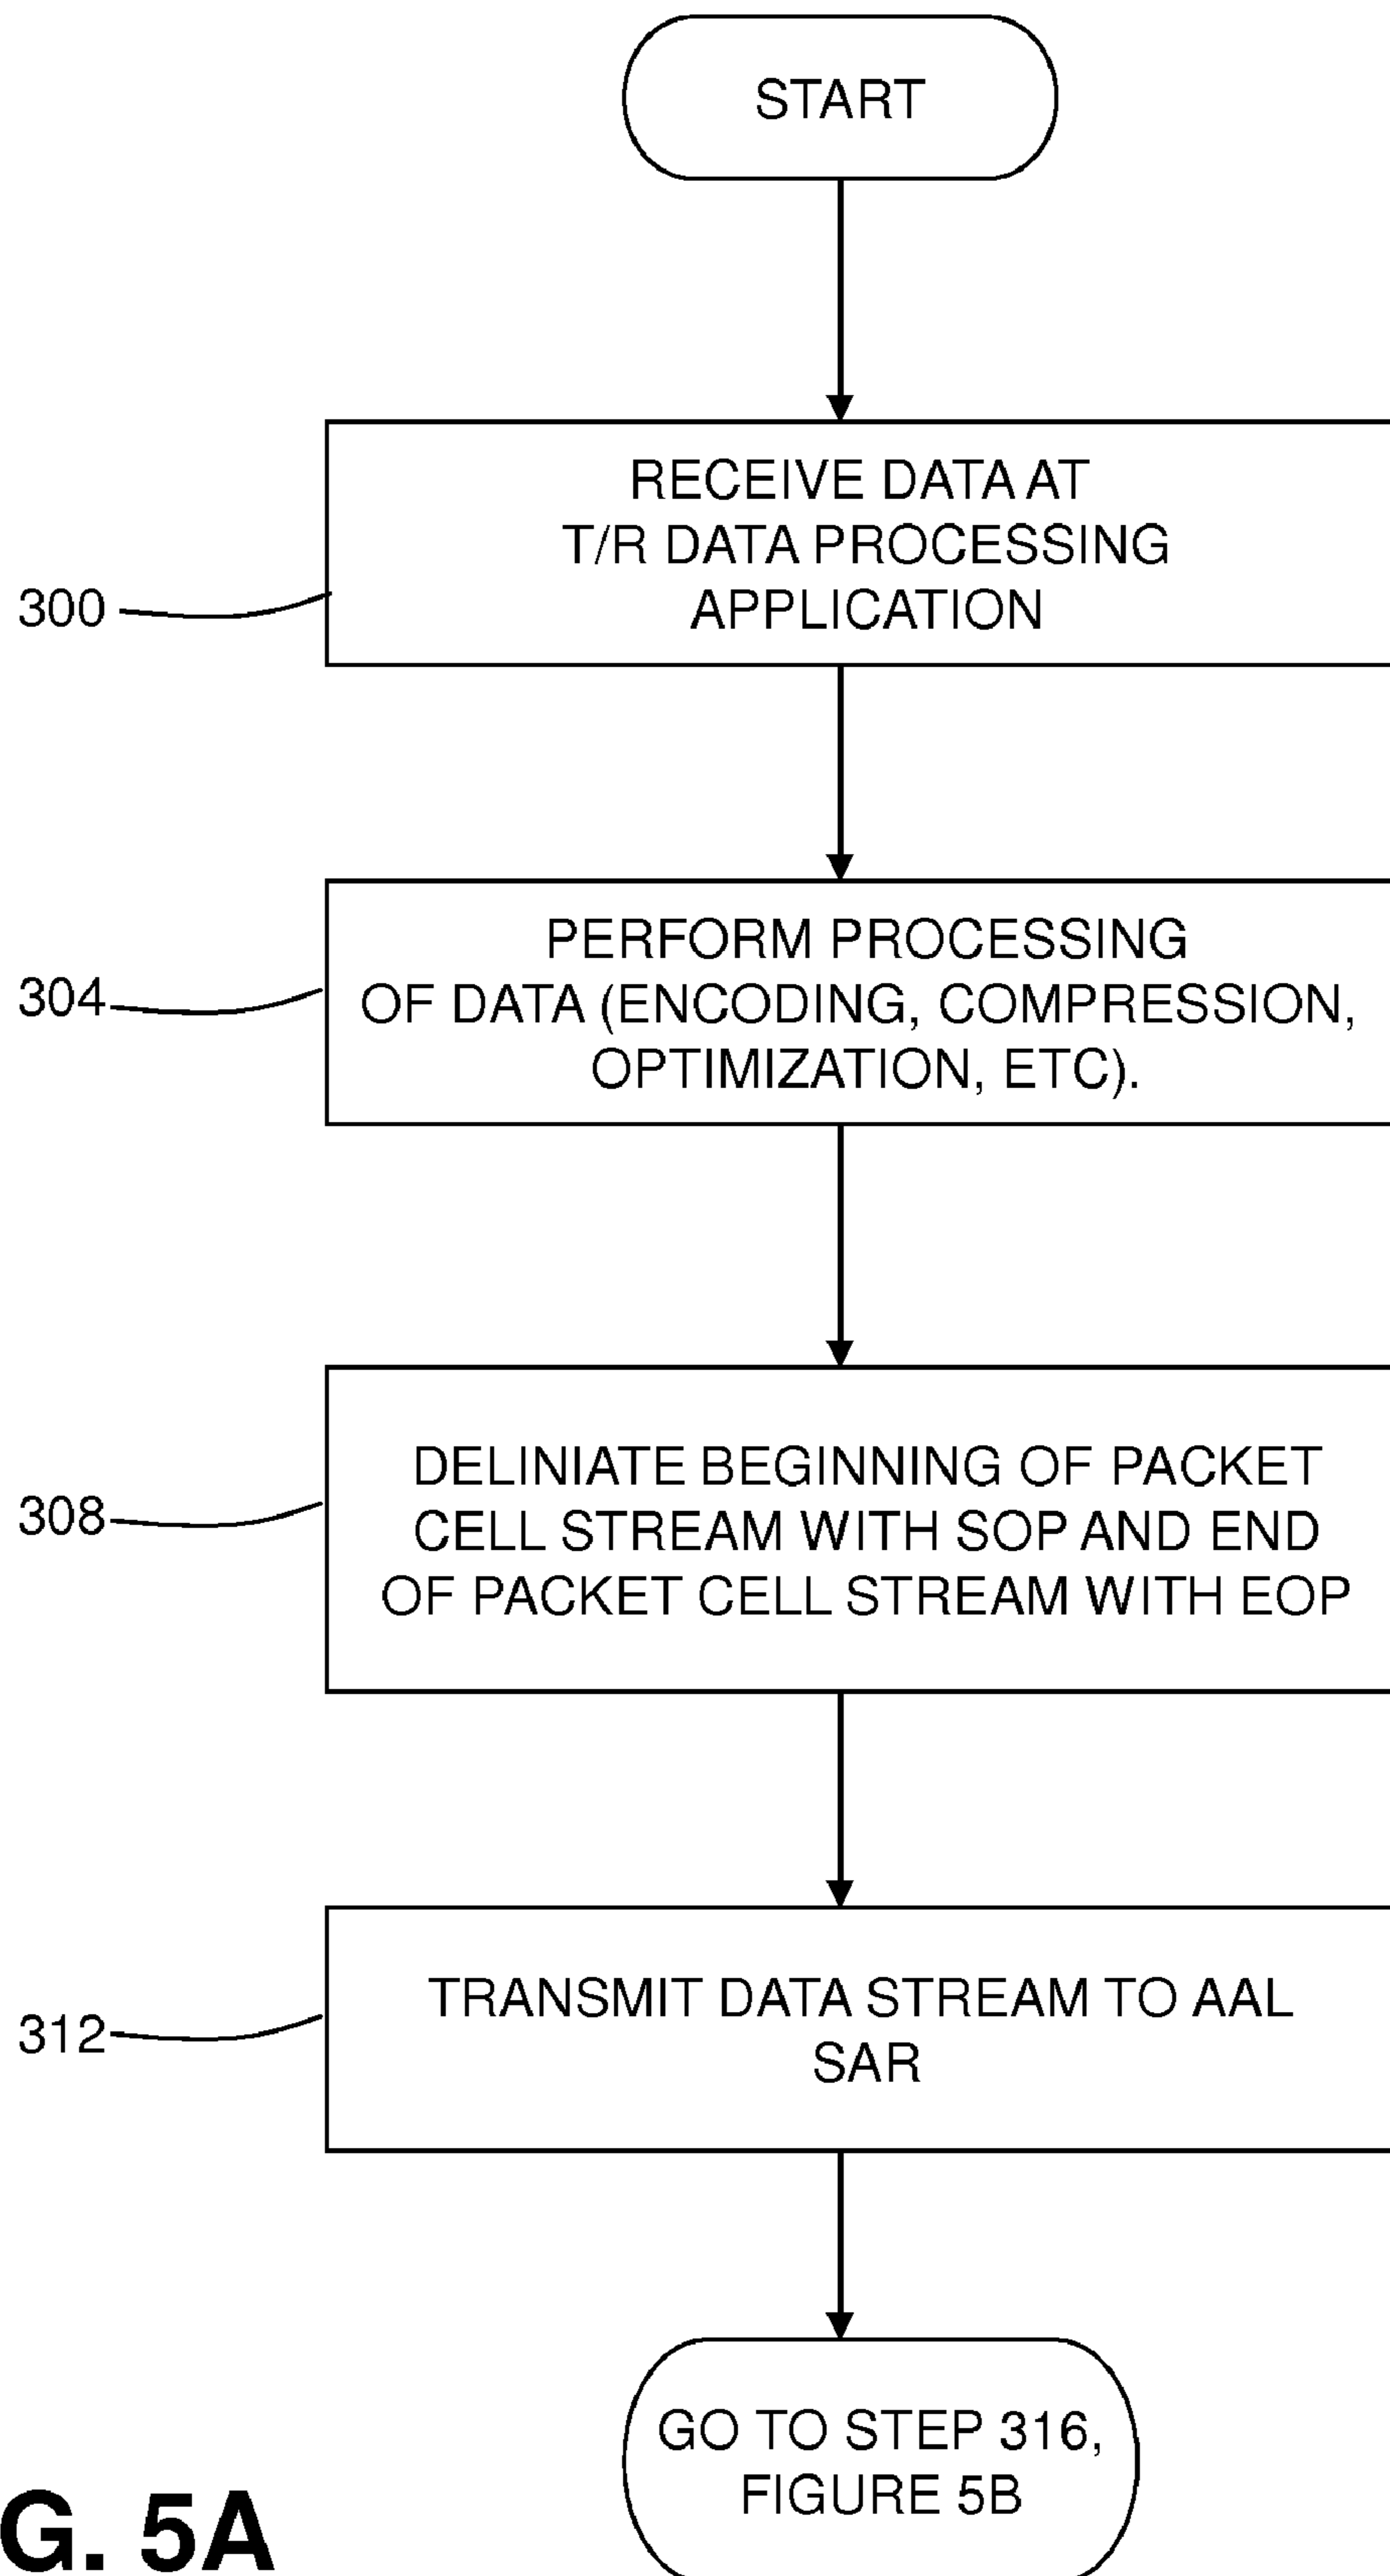 START
RECEIVE DATA AT
T/R DATA PROCESSING
APPLICATION
300
PERFORM PROCESSING
OF DATA (ENCODING, COMPRESSION,
OPTIMIZATION, ETC).
304
DELINIATE BEGINNING OF PACKET
CELL STREAM WITH SOP AND END
OF PACKET CELL STREAM WITH EOP
308
TRANSMIT DATA STREAM TO AAL
SAR
312
GO TO STEP 316,
FIGURE 5B
G. 5A